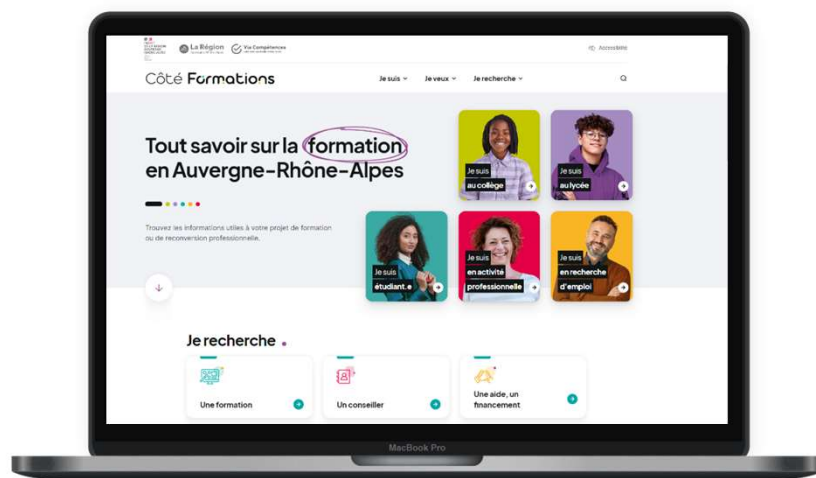 La Région
Via Compétences
Accessibilité
Côté Formations
Je suis
Je veux
Je recherche
Tout savoir sur la formation
en Auvergne-Rhône-Alpes
Trouvez les informations utiles à votre projet de formation
ou de reconversion professionnelle.
Je suis
au collège
Je suis
au lycée
Je suis
étudiant.e
Je suis
en activité
professionnelle
Je suis
en recherche
d'emploi
Je recherche .
Une formation
Un conseiller
Une aide, un
financement
MacBook Pro